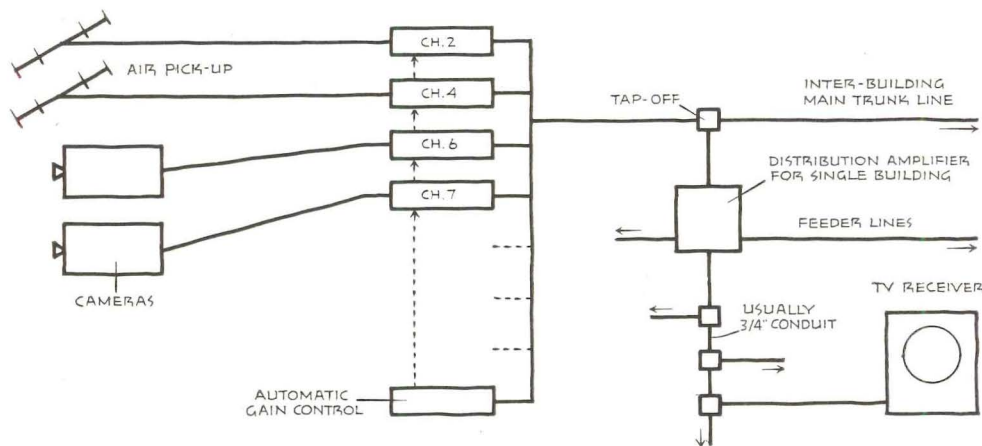 AIR PICK-UP
CH. 2
CH. 4
CH. 6
CH. 7
CAMERAS
AUTOMATIC
GAIN CONTROL
TAP-OFF
INTER-BUILDING
MAIN TRUNK LINE
DISTRIBUTION AMPLIFIER
FOR SINGLE BUILDING
FEEDER LINES
USUALLY
3/4" CONDUIT
TV RECEIVER